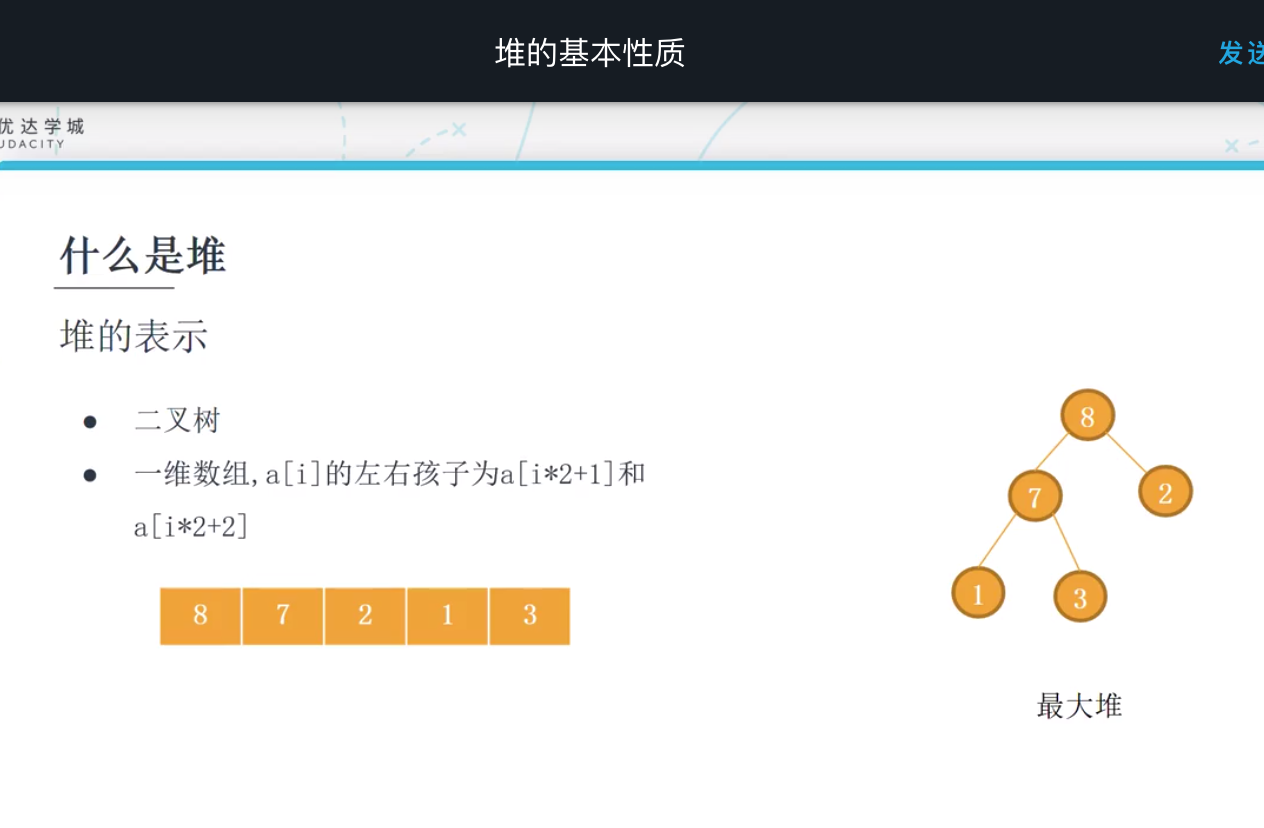 堆的基本性质
发送
优达学城
UDACITY
什么是堆
堆的表示
● 二叉树
● 一维数组,a[i]的左右孩子为a[i*2+1]和
a[i*2+2]
8 7 2 1 3
8
7
2
1
3
最大堆